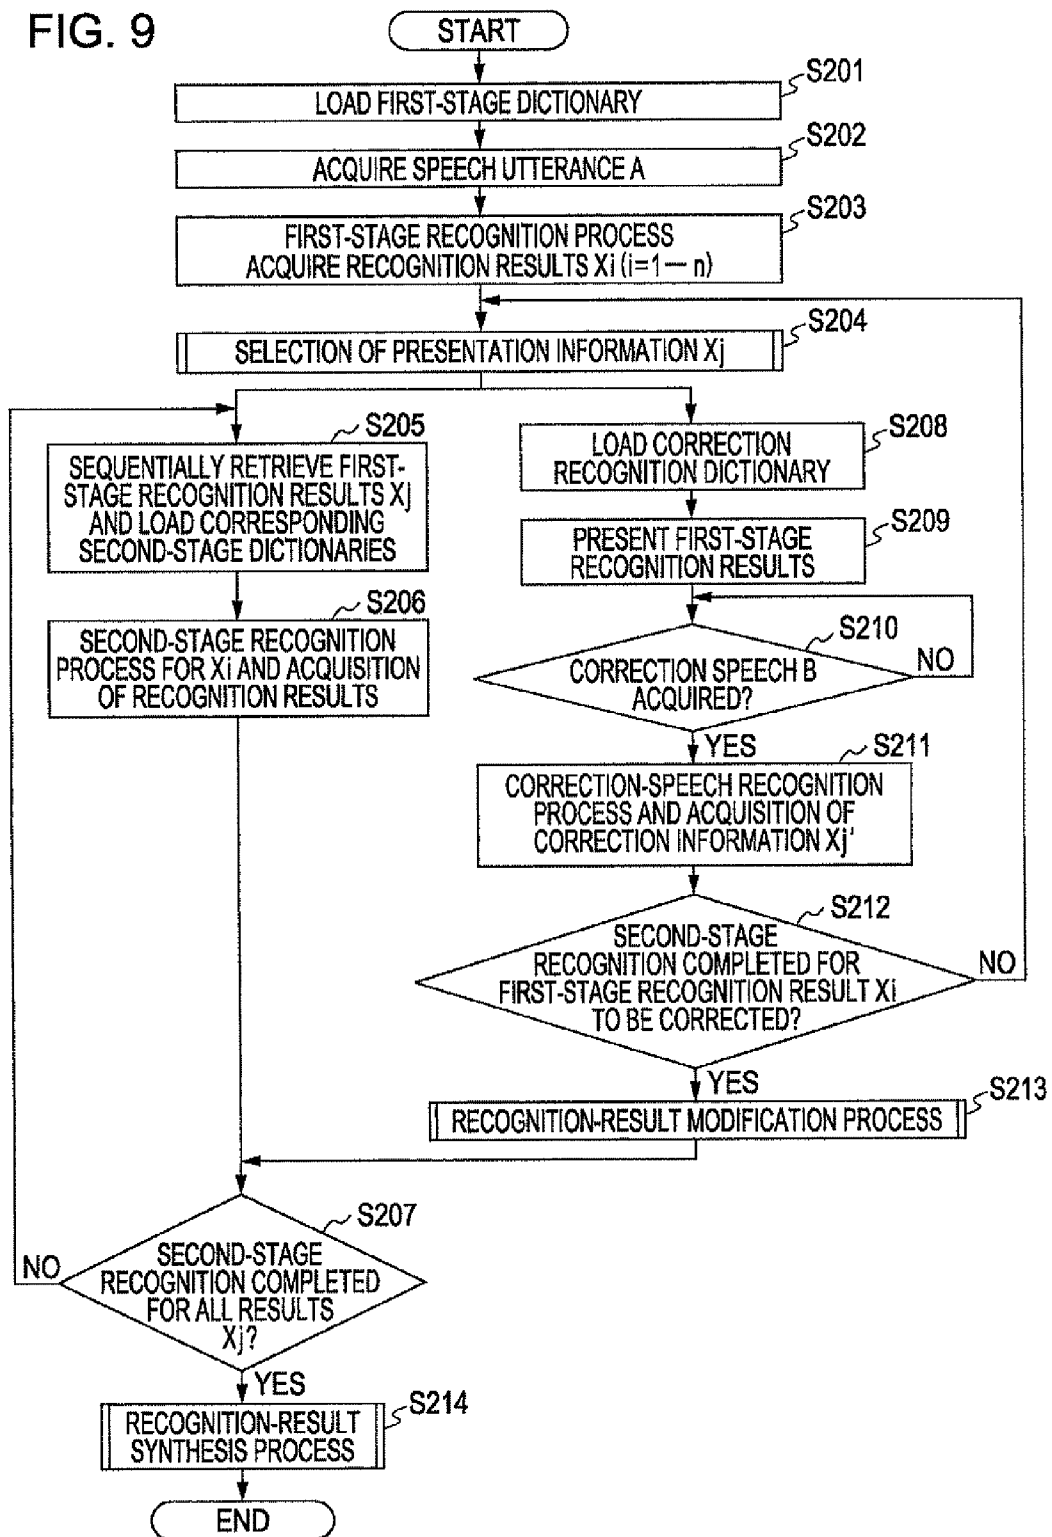 FIG. 9
START
S201
LOAD FIRST-STAGE DICTIONARY
S202
ACQUIRE SPEECH UTTERANCE A
S203
FIRST-STAGE RECOGNITION PROCESS
ACQUIRE RECOGNITION RESULTS Xi (i=1—n)
S204
SELECTION OF PRESENTATION INFORMATION Xj
S205
SEQUENTIALLY RETRIEVE FIRST-
STAGE RECOGNITION RESULTS Xj
AND LOAD CORRESPONDING
SECOND-STAGE DICTIONARIES
S206
SECOND-STAGE RECOGNITION
PROCESS FOR Xi AND ACQUISITION
OF RECOGNITION RESULTS
S208
LOAD CORRECTION
RECOGNITION DICTIONARY
S209
PRESENT FIRST-STAGE
RECOGNITION RESULTS
S210
CORRECTION SPEECH B
ACQUIRED?
NO
YES
S211
CORRECTION-SPEECH RECOGNITION
PROCESS AND ACQUISITION OF
CORRECTION INFORMATION Xj'
S212
SECOND-STAGE
RECOGNITION COMPLETED FOR
FIRST-STAGE RECOGNITION RESULT Xi
TO BE CORRECTED?
NO
YES
S213
RECOGNITION-RESULT MODIFICATION PROCESS
S207
SECOND-STAGE
RECOGNITION COMPLETED
FOR ALL RESULTS
Xj?
NO
YES
S214
RECOGNITION-RESULT
SYNTHESIS PROCESS
END